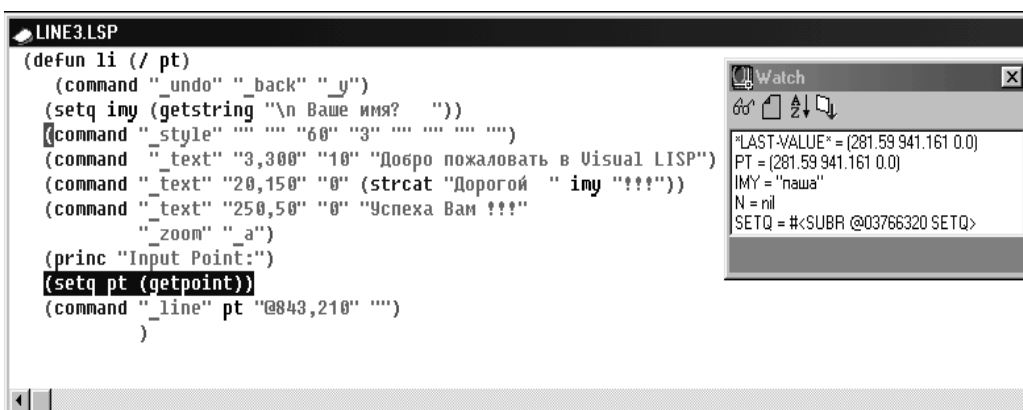 LINE3.LSP
(defun li (/ pt)
(command "_undo" "_back" "_y")
(setq imy (getstring "\n Ваше имя?   "))
(command "_style" "" "" "60" "3" "" "" "" "")
(command  "_text" "3,300" "10" "Добро пожаловать в Visual LISP")
(command "_text" "20,150" "0" (strcat "Дорогой  " imy "!!!"))
(command "_text" "250,50" "0" "Успеха Вам !!!"
"_zoom" "_a")
(princ "Input Point:")
(setq pt (getpoint))
(command "_line" pt "@843,210" "")
)
Watch
*LAST-VALUE* = (281.59 941.161 0.0)
PT = (281.59 941.161 0.0)
IMY = "паша"
N = nil
SETQ = #<SUBR @03766320 SETQ>